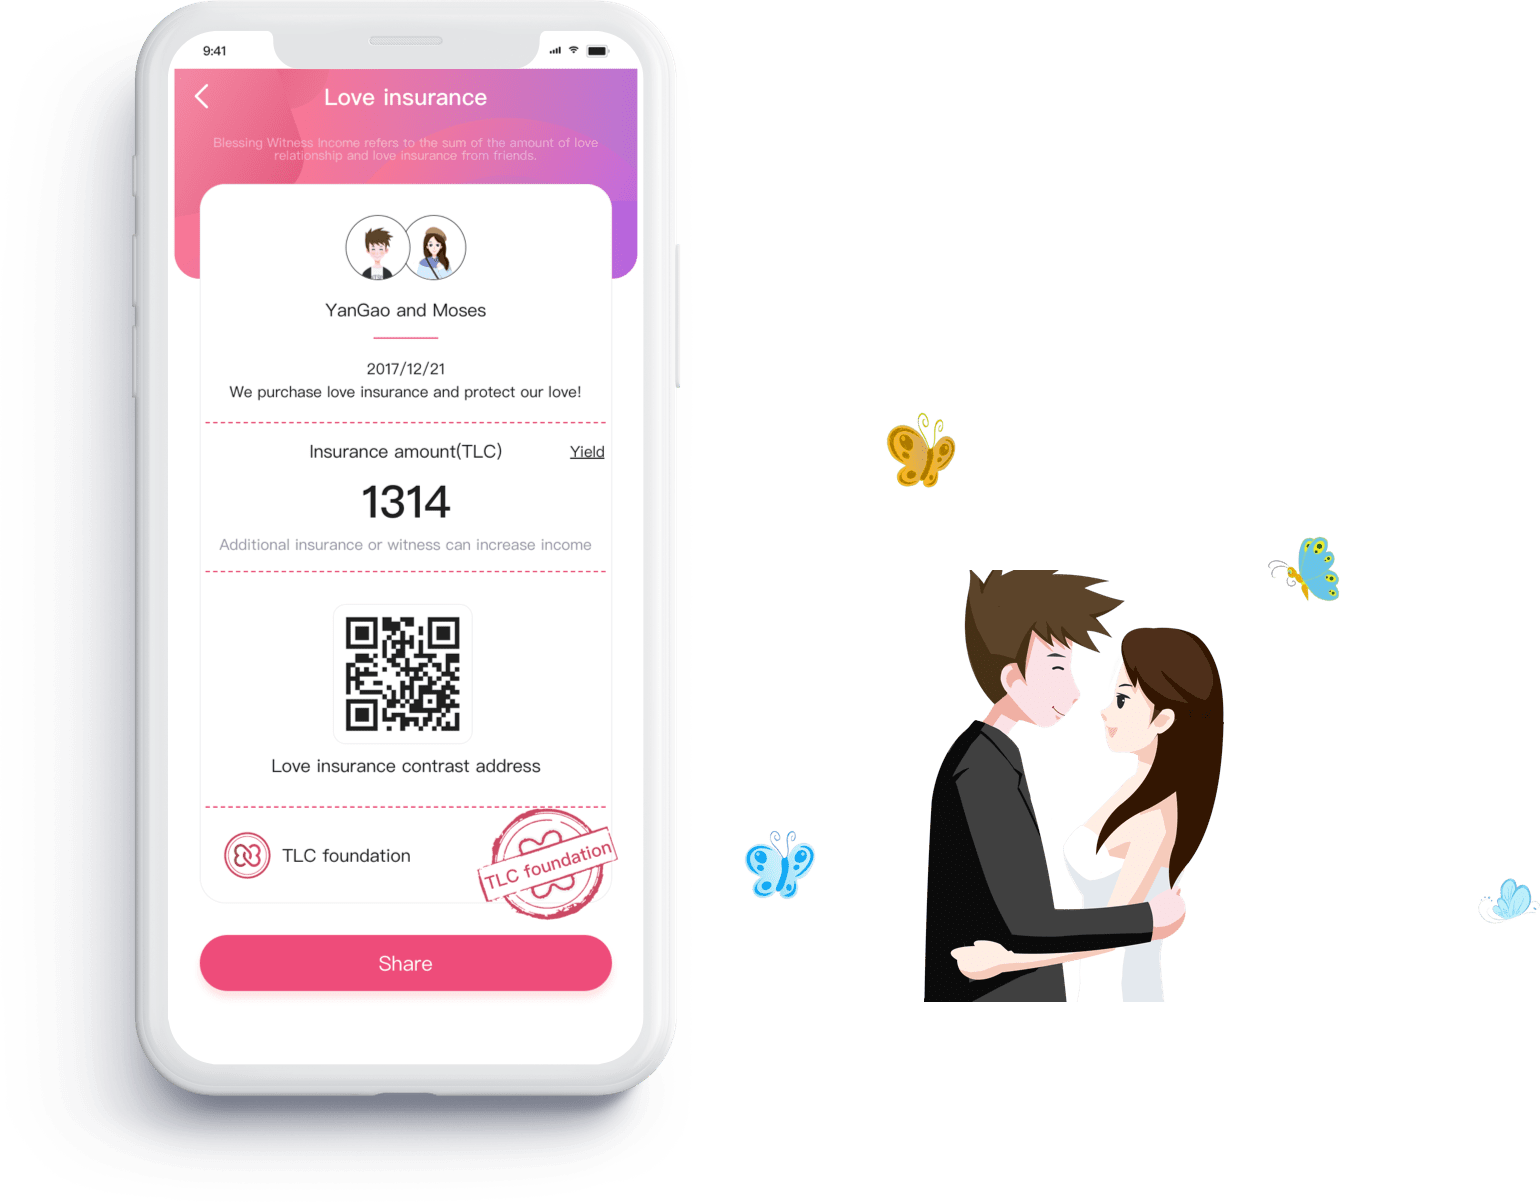 9:41
Love insurance
Blessing Witness Income refers to the sum of the amount of love
relationship and love insurance from friends.
YanGao and Moses
2017/12/21
We purchase love insurance and protect our love!
Insurance amount(TLC)
Yield
1314
Additional insurance or witness can increase income
Love insurance contrast address
TLC foundation
TLC foundation
Share